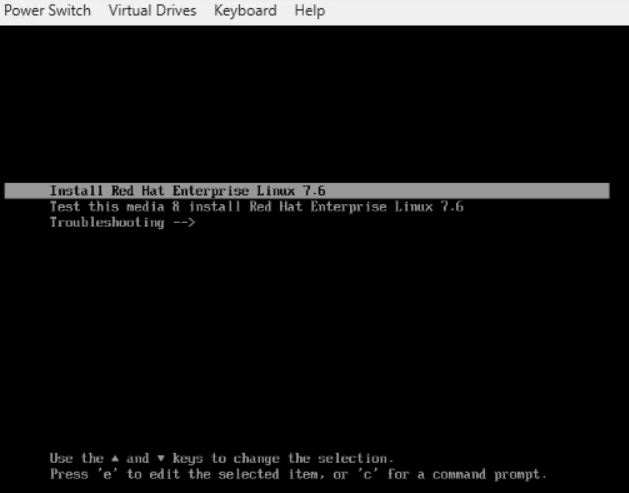 Power Switch Virtual Drives Keyboard Help
Install Red Hat Enterprise Linux 7.6
Test this media & install Red Hat Enterprise Linux 7.6
Troubleshooting -->
Use the ▲ and ▼ keys to change the selection.
Press 'e' to edit the selected item, or 'c' for a command prompt.